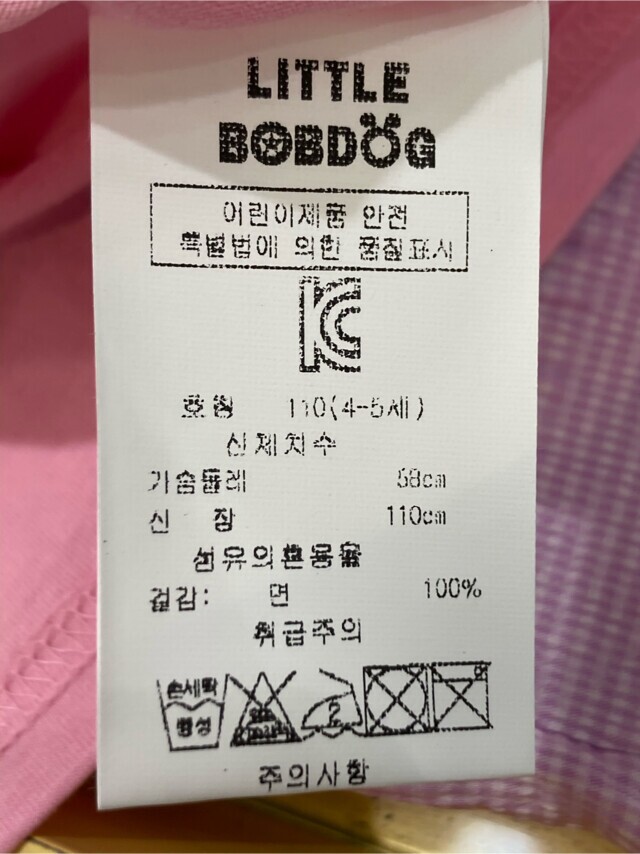 LITTLE
BOBDOG
어린이제품 안전
특별법에 의한 품질표시
호칭 110(4-5세)
신체치수
가슴둘레 58cm
신 장 110cm
섬유의혼용율
겉감: 면 100%
취급주의
손세탁
중성
2
주의사항